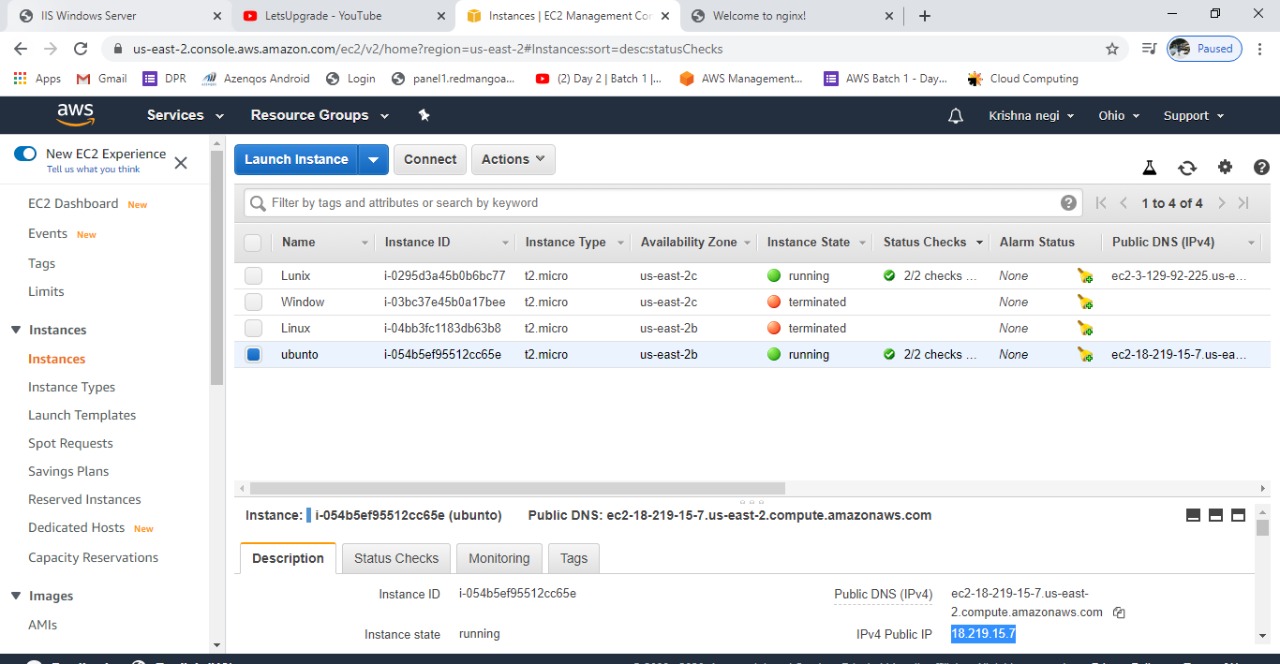 IIS Windows Server
LetsUpgrade - YouTube
Instances | EC2 Management Cor
Welcome to nginx!
us-east-2.console.aws.amazon.com/ec2/v2/home?region=us-east-2#Instances:sort=desc:statusChecks
Paused
Apps
Gmail
DPR
Azenqos Android
Login
panel1.redmangoa...
(2) Day 2 | Batch 1 |...
AWS Management...
AWS Batch 1 - Day...
Cloud Computing
aws
Services
Resource Groups
Krishna negi
Ohio
Support
New EC2 Experience
Tell us what you think
EC2 Dashboard New
Events New
Tags
Limits
Instances
Instances
Instance Types
Launch Templates
Spot Requests
Savings Plans
Reserved Instances
Dedicated Hosts New
Capacity Reservations
Images
AMIs
Launch Instance
Connect
Actions
Filter by tags and attributes or search by keyword
1 to 4 of 4
Name Instance ID Instance Type Availability Zone Instance State Status Checks Alarm Status Public DNS (IPv4)
Lunix i-0295d3a45b0b6bc77 t2.micro us-east-2c running 2/2 checks ... None ec2-3-129-92-225.us-e...
Window i-03bc37e45b0a17bee t2.micro us-east-2c terminated None
Linux i-04bb3fc1183db63b8 t2.micro us-east-2b terminated None
ubunto i-054b5ef95512cc65e t2.micro us-east-2b running 2/2 checks ... None ec2-18-219-15-7.us-ea...
Instance: i-054b5ef95512cc65e (ubunto) Public DNS: ec2-18-219-15-7.us-east-2.compute.amazonaws.com
Description
Status Checks
Monitoring
Tags
Instance ID i-054b5ef95512cc65e
Public DNS (IPv4) ec2-18-219-15-7.us-east-
2.compute.amazonaws.com
Instance state running
IPv4 Public IP 18.219.15.7